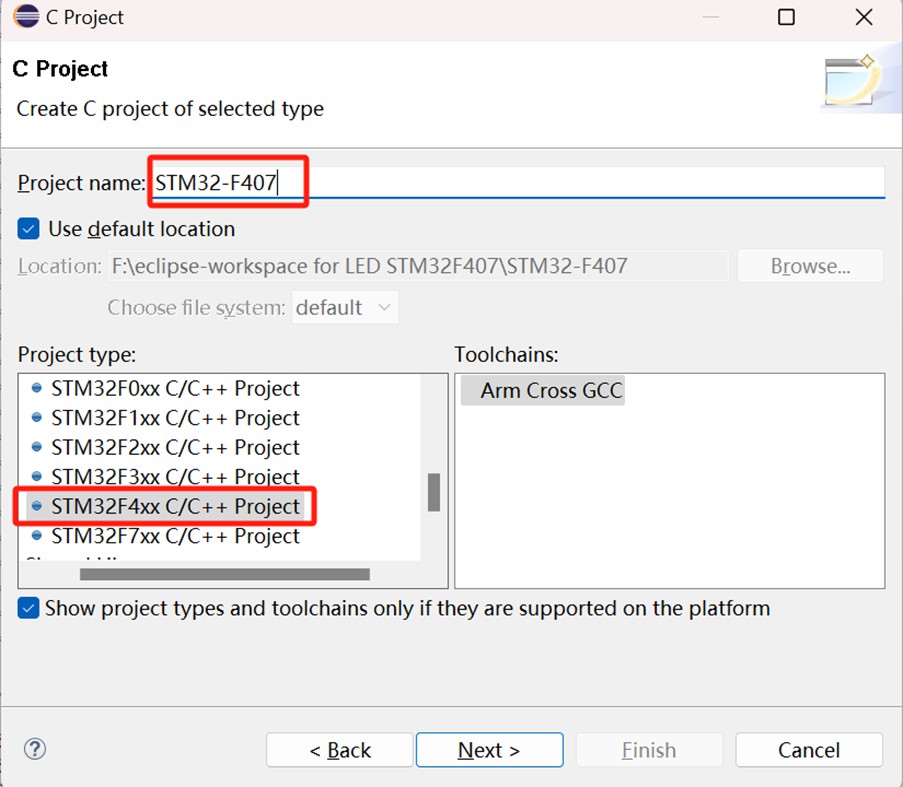 C Project
C Project
Create C project of selected type
Project name: STM32-F407
Use default location
Location: F:\eclipse-workspace for LED STM32F407\STM32-F407 Browse...
Choose file system: default
Project type:
STM32F0xx C/C++ Project
STM32F1xx C/C++ Project
STM32F2xx C/C++ Project
STM32F3xx C/C++ Project
STM32F4xx C/C++ Project
STM32F7xx C/C++ Project
Toolchains:
Arm Cross GCC
Show project types and toolchains only if they are supported on the platform
? < Back Next > Finish Cancel